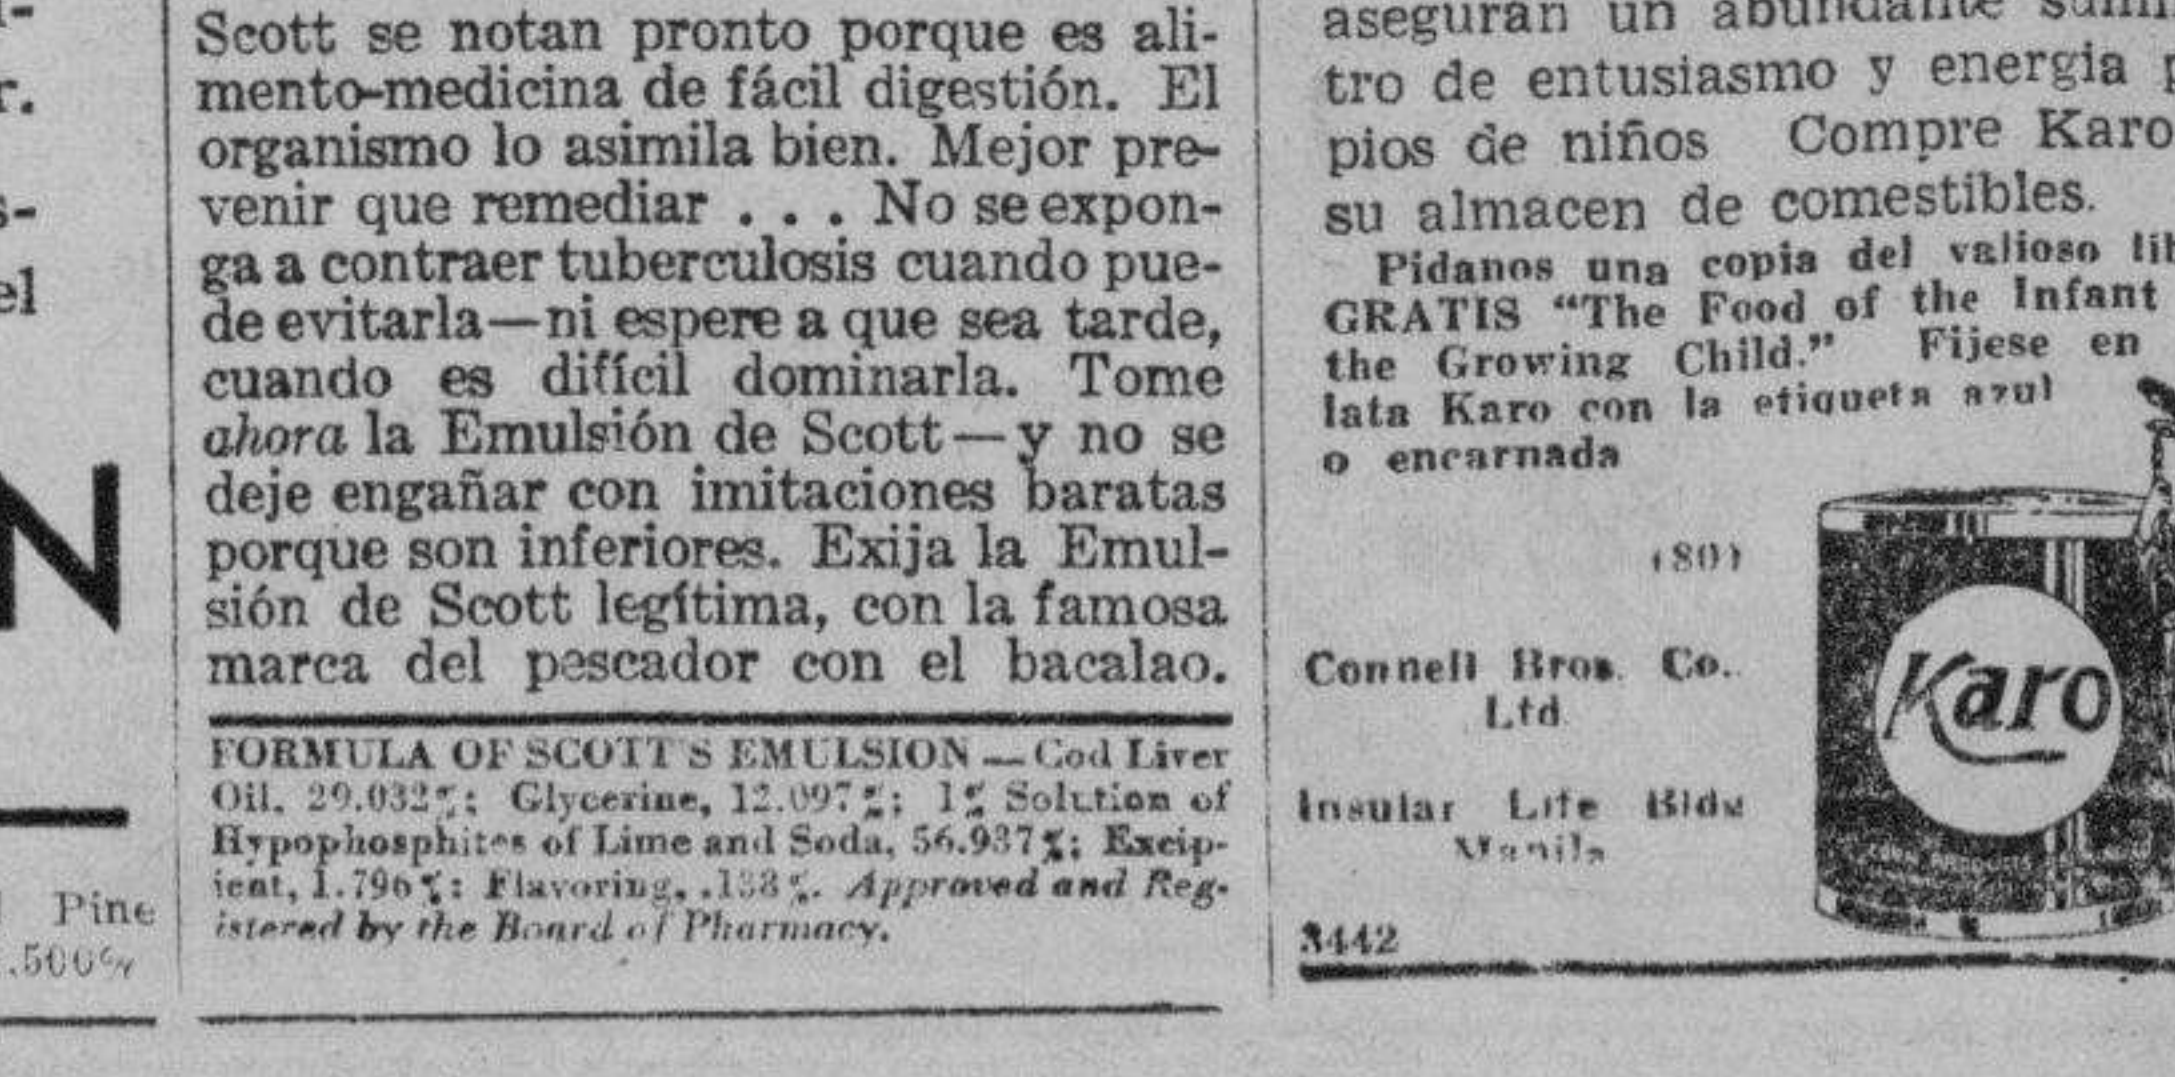 r.
s-
el
N
Pine
.500%
Scott se notan pronto porque es ali-
mento-medicina de fácil digestión. El
organismo lo asimila bien. Mejor pre-
venir que remediar . . . No se expon-
ga a contraer tuberculosis cuando pue-
de evitarla—ni espere a que sea tarde,
cuando es difícil dominarla. Tome
ahora la Emulsión de Scott—y no se
deje engañar con imitaciones baratas
porque son inferiores. Exija la Emul-
sión de Scott legítima, con la famosa
marca del pescador con el bacalao.
FORMULA OF SCOTT'S EMULSION — Cod Liver
Oil, 29.032%; Glycerine, 12.097%; 1% Solution of
Hypophosphites of Lime and Soda, 56.937%; Excip-
ient, 1.796%; Flavoring, .138%. Approved and Reg-
istered by the Board of Pharmacy.
aseguran un abundante
tro de entusiasmo y energia
pios de niños Compre Karo
su almacen de comestibles.
Pidanos una copia del valioso
GRATIS “The Food of the Infant
the Growing Child.” Fijese en
lata Karo con la etiqueta azul
o encarnada
(80)
Connell Bros. Co.,
Ltd
Insular Life Bldg
Manila
Karo
3442